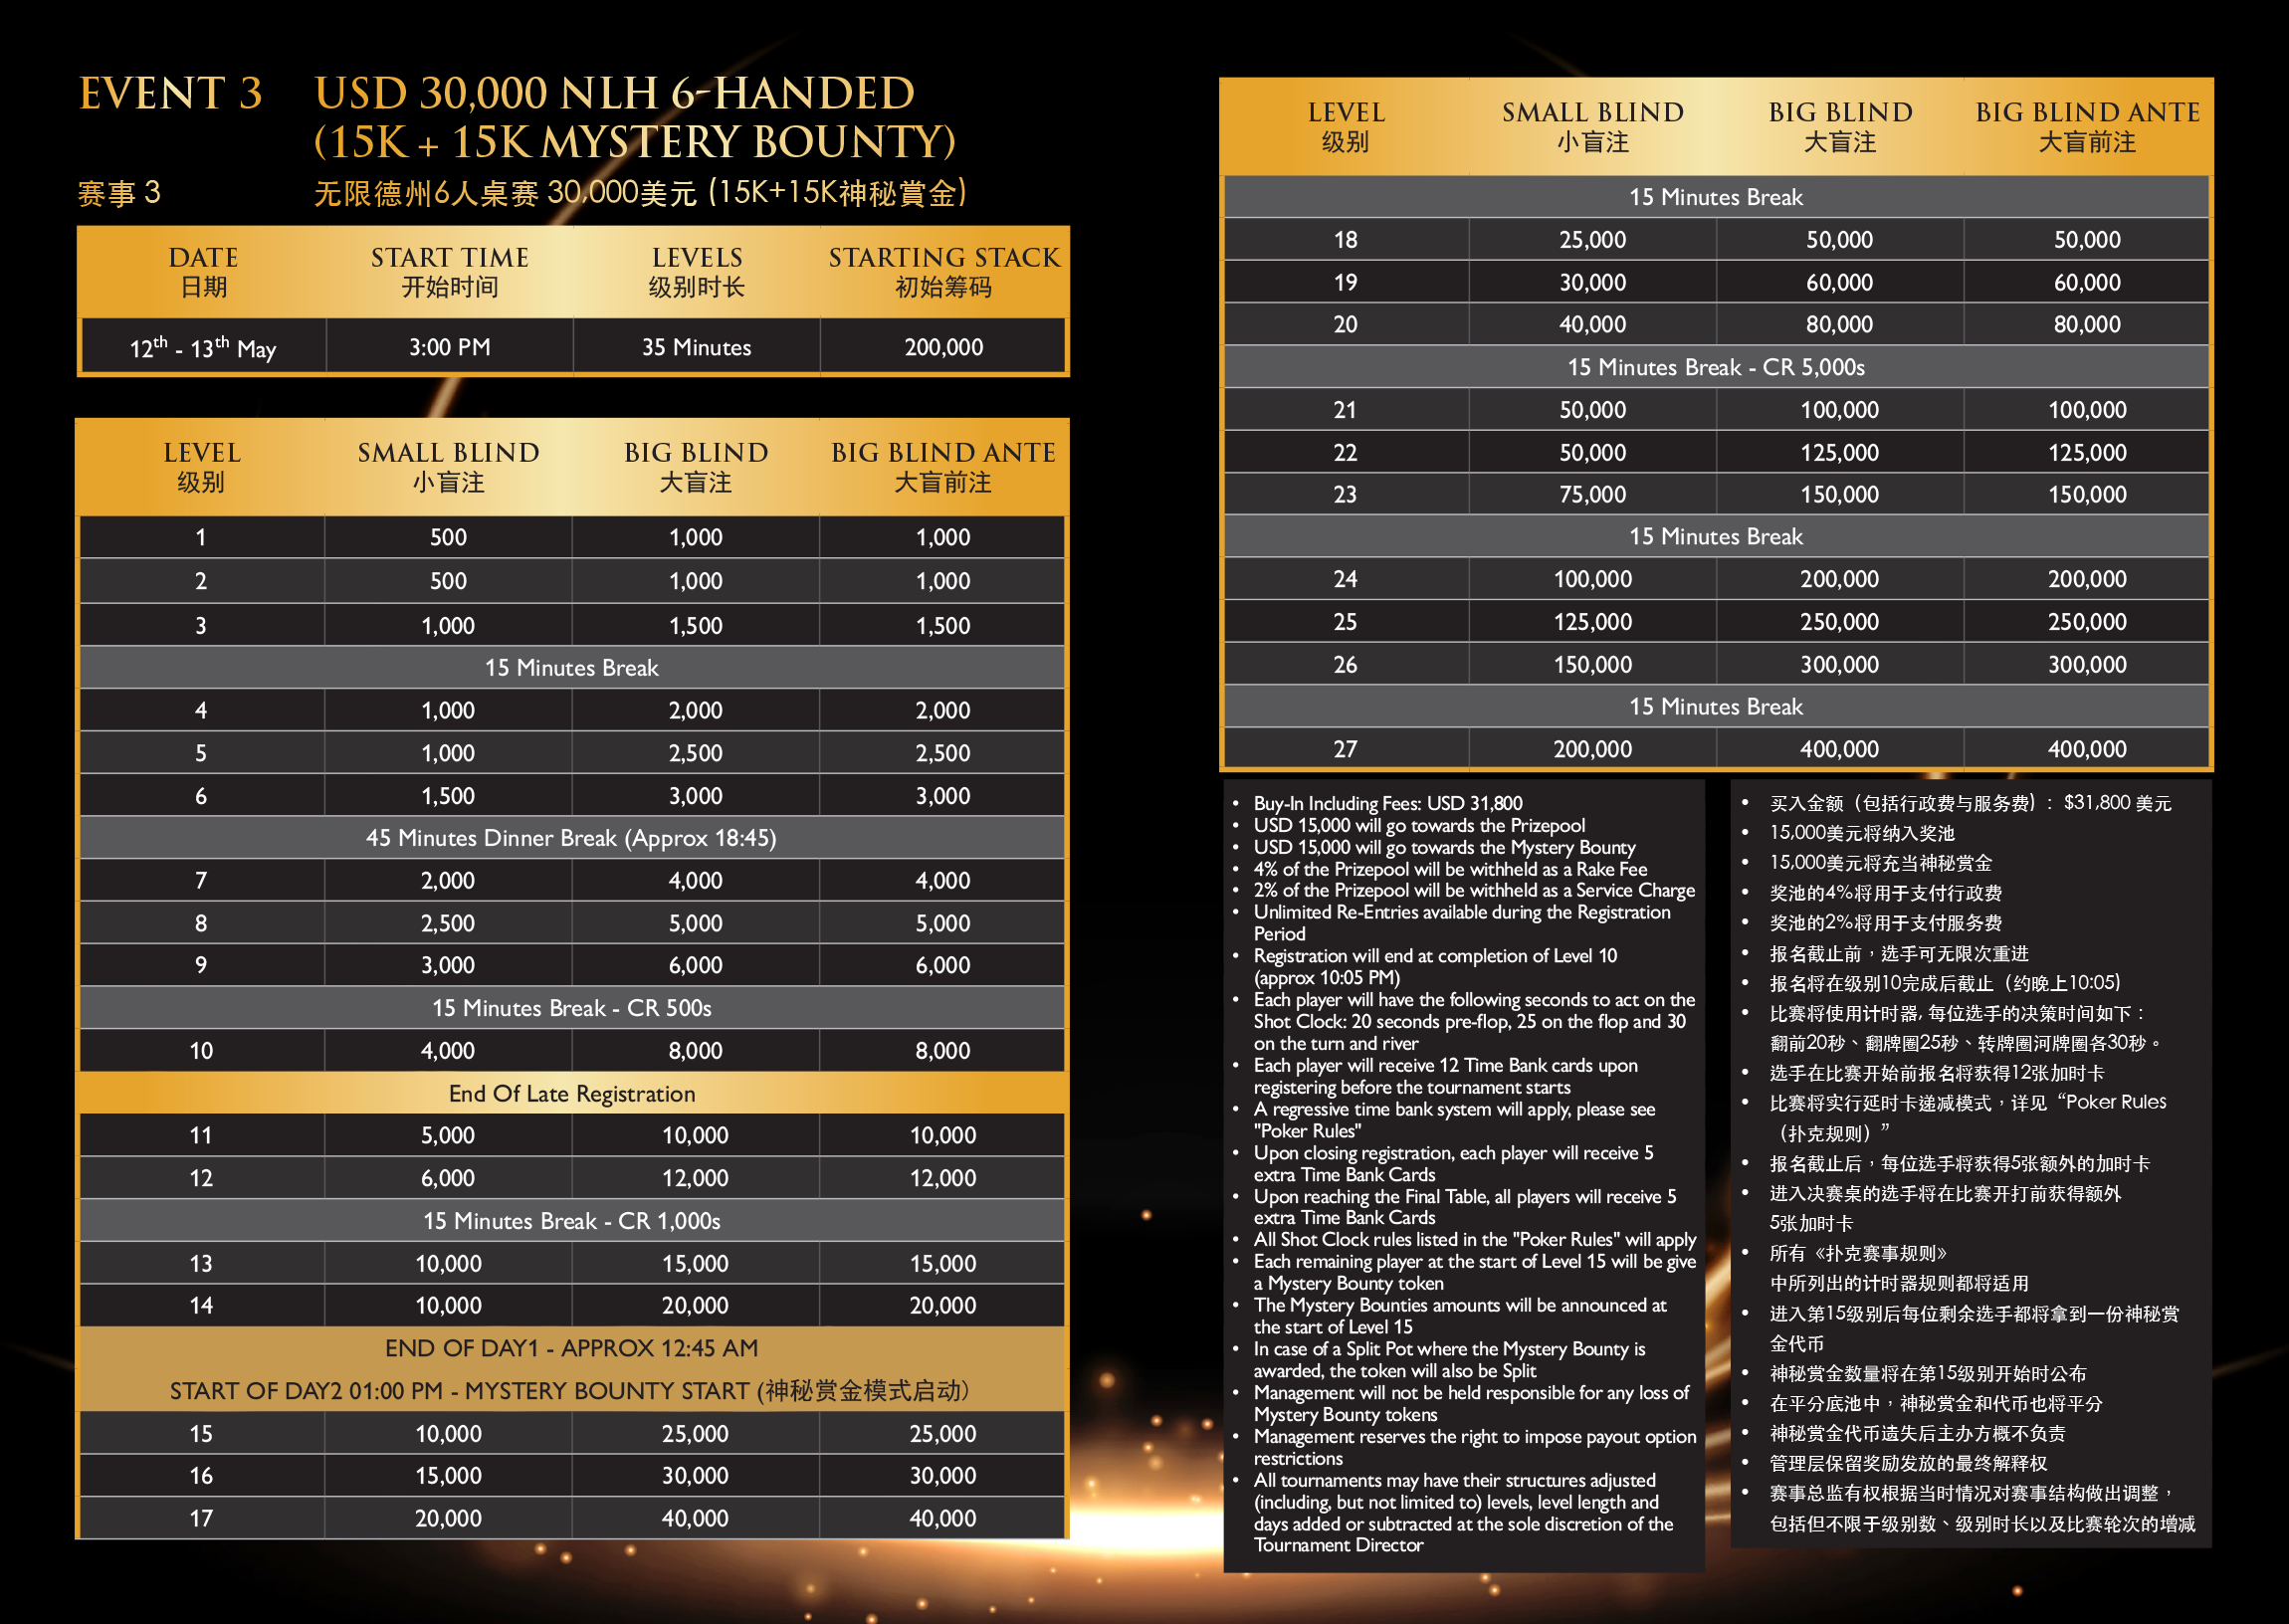 EVENT 3
USD 30,000 NLH 6-HANDED
(15K + 15K MYSTERY BOUNTY)
赛事 3
无限德州6人桌赛 30,000美元 (15K+15K神秘賞金)
DATE START TIME LEVELS STARTING STACK
日期 开始时间 级别时长 初始筹码
12th - 13th May 3:00 PM 35 Minutes 200,000
LEVEL SMALL BLIND BIG BLIND BIG BLIND ANTE
级别 小盲注 大盲注 大盲前注
1 500 1,000 1,000
2 500 1,000 1,000
3 1,000 1,500 1,500
15 Minutes Break
4 1,000 2,000 2,000
5 1,000 2,500 2,500
6 1,500 3,000 3,000
45 Minutes Dinner Break (Approx 18:45)
7 2,000 4,000 4,000
8 2,500 5,000 5,000
9 3,000 6,000 6,000
15 Minutes Break - CR 500s
10 4,000 8,000 8,000
End Of Late Registration
11 5,000 10,000 10,000
12 6,000 12,000 12,000
15 Minutes Break - CR 1,000s
13 10,000 15,000 15,000
14 10,000 20,000 20,000
END OF DAY1 - APPROX 12:45 AM
START OF DAY2 01:00 PM - MYSTERY BOUNTY START (神秘赏金模式启动)
15 10,000 25,000 25,000
16 15,000 30,000 30,000
17 20,000 40,000 40,000
LEVEL SMALL BLIND BIG BLIND BIG BLIND ANTE
级别 小盲注 大盲注 大盲前注
15 Minutes Break
18 25,000 50,000 50,000
19 30,000 60,000 60,000
20 40,000 80,000 80,000
15 Minutes Break - CR 5,000s
21 50,000 100,000 100,000
22 50,000 125,000 125,000
23 75,000 150,000 150,000
15 Minutes Break
24 100,000 200,000 200,000
25 125,000 250,000 250,000
26 150,000 300,000 300,000
15 Minutes Break
27 200,000 400,000 400,000
• Buy-In Including Fees: USD 31,800
• USD 15,000 will go towards the Prizepool
• USD 15,000 will go towards the Mystery Bounty
• 4% of the Prizepool will be withheld as a Rake Fee
• 2% of the Prizepool will be withheld as a Service Charge
• Unlimited Re-Entries available during the Registration
Period
• Registration will end at completion of Level 10
(approx 10:05 PM)
• Each player will have the following seconds to act on the
Shot Clock: 20 seconds pre-flop, 25 on the flop and 30
on the turn and river
• Each player will receive 12 Time Bank cards upon
registering before the tournament starts
• A regressive time bank system will apply, please see
"Poker Rules"
• Upon closing registration, each player will receive 5
extra Time Bank Cards
• Upon reaching the Final Table, all players will receive 5
extra Time Bank Cards
• All Shot Clock rules listed in the "Poker Rules" will apply
• Each remaining player at the start of Level 15 will be give
a Mystery Bounty token
• The Mystery Bounties amounts will be announced at
the start of Level 15
• In case of a Split Pot where the Mystery Bounty is
awarded, the token will also be Split
• Management will not be held responsible for any loss of
Mystery Bounty tokens
• Management reserves the right to impose payout option
restrictions
• All tournaments may have their structures adjusted
(including, but not limited to) levels, level length and
days added or subtracted at the sole discretion of the
Tournament Director
• 买入金额（包括行政费与服务费）: $31,800 美元
• 15,000美元将纳入奖池
• 15,000美元将充当神秘赏金
• 奖池的4%将用于支付行政费
• 奖池的2%将用于支付服务费
• 报名截止前，选手可无限次重进
• 报名将在级别10完成后截止（约晚上10:05)
• 比赛将使用计时器, 每位选手的决策时间如下：
翻前20秒、翻牌圈25秒、转牌圈河牌圈各30秒。
• 选手在比赛开始前报名将获得12张加时卡
• 比赛将实行延时卡递减模式，详见“Poker Rules
（扑克规则）”
• 报名截止后，每位选手将获得5张额外的加时卡
• 进入决赛桌的选手将在比赛开打前获得额外
5张加时卡
• 所有《扑克赛事规则》
中所列出的计时器规则都将适用
• 进入第15级别后每位剩余选手都将拿到一份神秘赏
金代币
• 神秘赏金数量将在第15级别开始时公布
• 在平分底池中，神秘赏金和代币也将平分
• 神秘赏金代币遗失后主办方概不负责
• 管理层保留奖励发放的最终解释权
• 赛事总监有权根据当时情况对赛事结构做出调整，
包括但不限于级别数、级别时长以及比赛轮次的增减